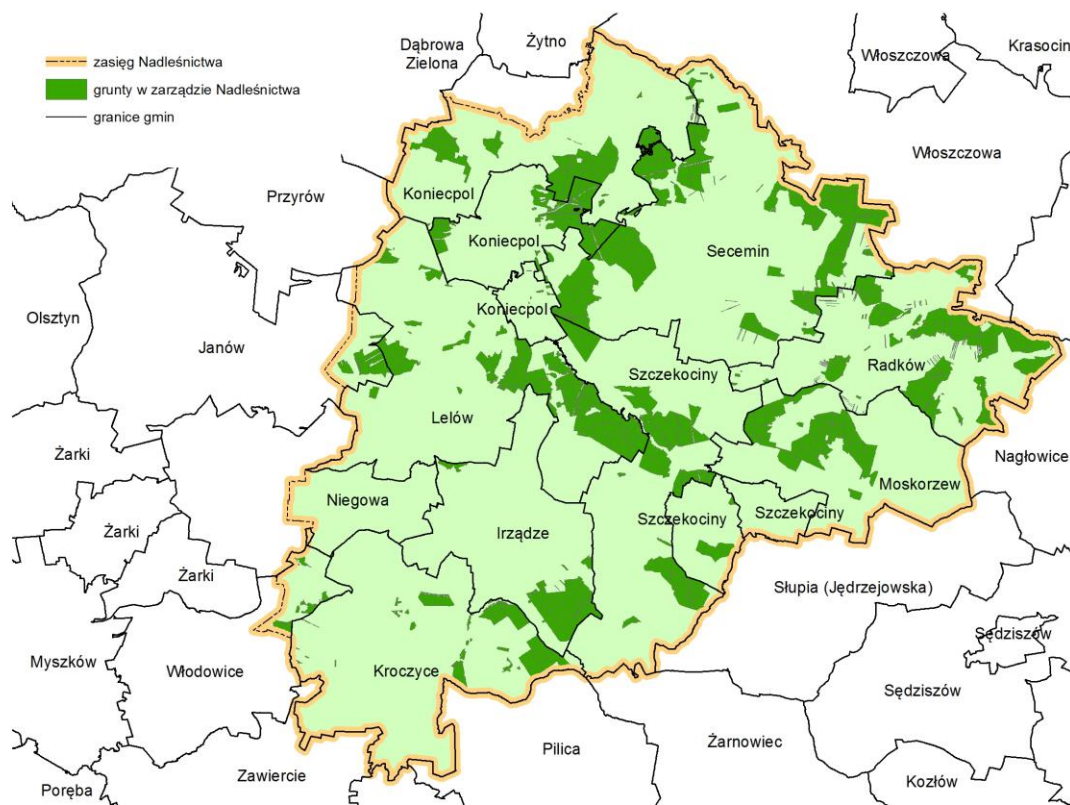 zasięg Nadleśnictwa
grunty w zarządzie Nadleśnictwa
granice gmin
Dąbrowa
Zielona
Żytno
Włoszczowa
Krasocin
Włoszczowa
Przyrów
Koniecpol
Koniecpol
Secemin
Koniecpol
Olsztyn
Janów
Szczekociny
Radków
Lelów
Żarki
Nagłowice
Niegowa
Moskorzew
Żarki
Irządze
Szczekociny
Szczekociny
Żarki
Słupia (Jędrzejowska)
Sędziszów
Myszków
Włodowice
Kroczyce
Sędziszów
Pilica
Żarnowiec
Zawiercie
Poręba
Kozłów